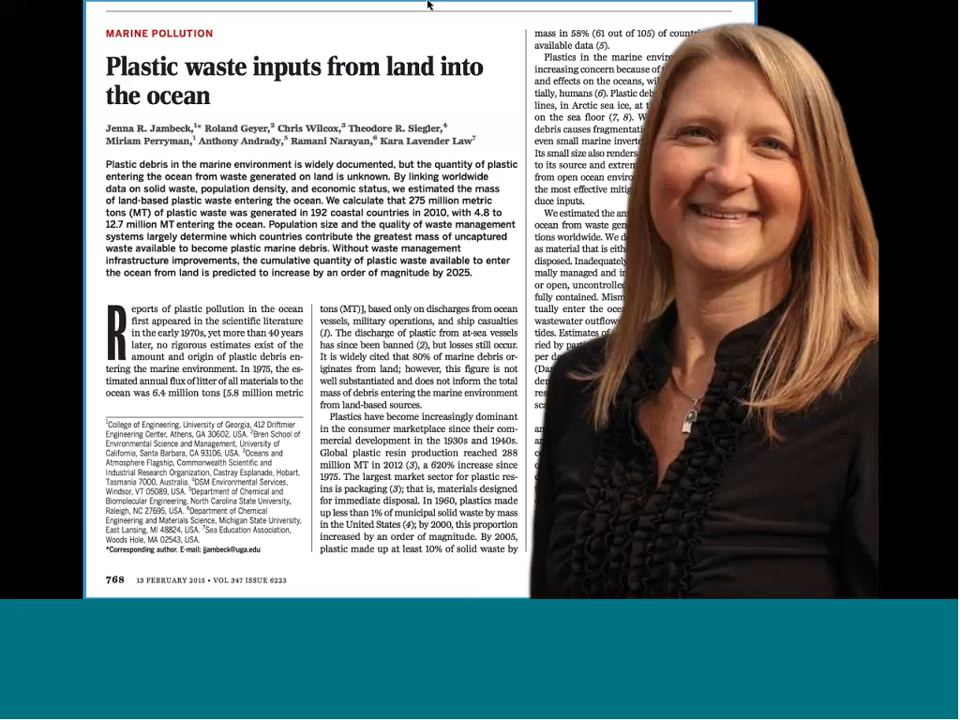 MARINE POLLUTION
Plastic waste inputs from land into
the ocean
Jenna R. Jambeck,1* Roland Geyer,2 Chris Wilcox,3 Theodore R. Siegler,4
Miriam Perryman,1 Anthony Andrady,5 Ramani Narayan,6 Kara Lavender Law7
Plastic debris in the marine environment is widely documented, but the quantity of plastic
entering the ocean from waste generated on land is unknown. By linking worldwide
data on solid waste, population density, and economic status, we estimated the mass
of land-based plastic waste entering the ocean. We calculate that 275 million metric
tons (MT) of plastic waste was generated in 192 coastal countries in 2010, with 4.8 to
12.7 million MT entering the ocean. Population size and the quality of waste management
systems largely determine which countries contribute the greatest mass of uncaptured
waste available to become plastic marine debris. Without waste management
infrastructure improvements, the cumulative quantity of plastic waste available to enter
the ocean from land is predicted to increase by an order of magnitude by 2025.
Reports of plastic pollution in the ocean
first appeared in the scientific literature
in the early 1970s, yet more than 40 years
later, no rigorous estimates exist of the
amount and origin of plastic debris en-
tering the marine environment. In 1975, the es-
timated annual flux of litter of all materials to the
ocean was 6.4 million tons [5.8 million metric
1College of Engineering, University of Georgia, 412 Driftmier
Engineering Center, Athens, GA 30602, USA. 2Bren School of
Environmental Science and Management, University of
California, Santa Barbara, CA 93106, USA. 3Oceans and
Atmosphere Flagship, Commonwealth Scientific and
Industrial Research Organization, Castray Esplanade, Hobart,
Tasmania 7000, Australia. 4DSM Environmental Services,
Windsor, VT 05089, USA. 5Department of Chemical and
Biomolecular Engineering, North Carolina State University,
Raleigh, NC 27695, USA. 6Department of Chemical
Engineering and Materials Science, Michigan State University,
East Lansing, MI 48824, USA. 7Sea Education Association,
Woods Hole, MA 02543, USA.
*Corresponding author. E-mail: jjambeck@uga.edu
tons (MT)], based only on discharges from ocean
vessels, military operations, and ship casualties
(1). The discharge of plastic from at-sea vessels
has since been banned (2), but losses still occur.
It is widely cited that 80% of marine debris or-
iginates from land; however, this figure is not
well substantiated and does not inform the total
mass of debris entering the marine environment
from land-based sources.
Plastics have become increasingly dominant
in the consumer marketplace since their com-
mercial development in the 1930s and 1940s.
Global plastic resin production reached 288
million MT in 2012 (3), a 620% increase since
1975. The largest market sector for plastic res-
ins is packaging (3); that is, materials designed
for immediate disposal. In 1960, plastics made
up less than 1% of municipal solid waste by mass
in the United States (4); by 2000, this proportion
increased by an order of magnitude. By 2005,
plastic made up at least 10% of solid waste by
mass in 58% (61 out of 105) of
available data (5).
Plastics in the marine
increasing concern because of
and effects on the oceans,
tially, humans (6). Plastic
lines, in Arctic sea ice, at
on the sea floor (7, 8).
debris causes
even small marine
Its small size also renders
to its source and
from open ocean
the most effective
duce inputs.
We estimated the
ocean from waste
tions worldwide. We
as material that is
disposed. Inadequately
mally managed and
or open, uncontrolled
fully contained.
tually enter the
wastewater
tides. Estimates of
ried by
per
768 13 FEBRUARY 2015 • VOL 347 ISSUE 6223